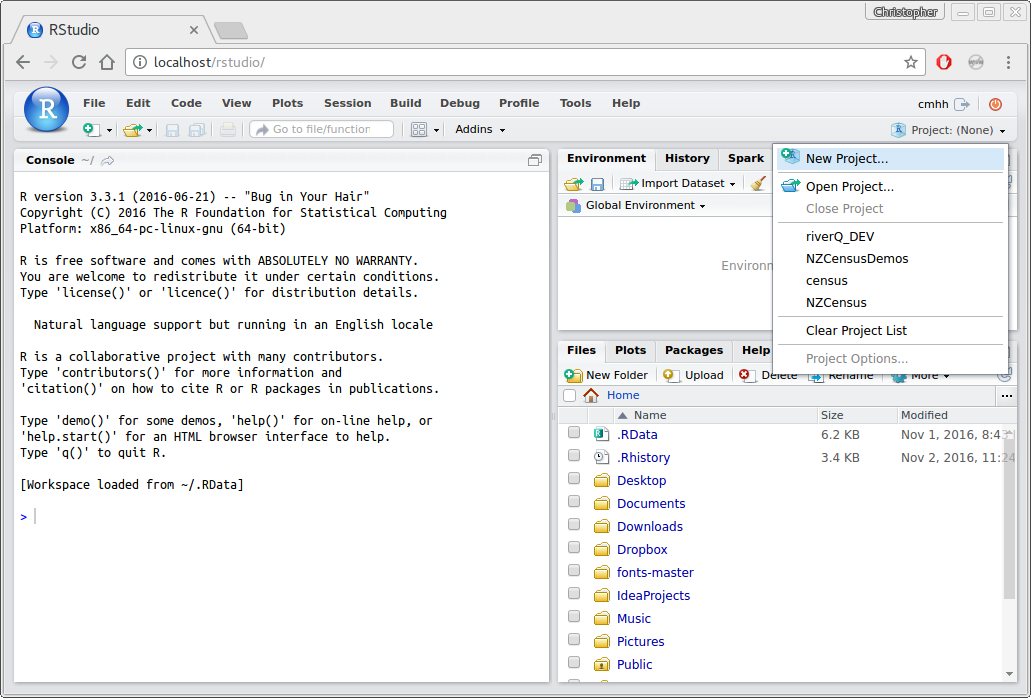 Christopher
RStudio
localhost/rstudio/
R
File Edit Code View Plots Session Build Debug Profile Tools Help
cmhh
Go to file/function
Addins
Project: (None)
Console ~/
R version 3.3.1 (2016-06-21) -- "Bug in Your Hair"
Copyright (C) 2016 The R Foundation for Statistical Computing
Platform: x86_64-pc-linux-gnu (64-bit)
R is free software and comes with ABSOLUTELY NO WARRANTY.
You are welcome to redistribute it under certain conditions.
Type 'license()' or 'licence()' for distribution details.
Natural language support but running in an English locale
R is a collaborative project with many contributors.
Type 'contributors()' for more information and
'citation()' on how to cite R or R packages in publications.
Type 'demo()' for some demos, 'help()' for on-line help, or
'help.start()' for an HTML browser interface to help.
Type 'q()' to quit R.
[Workspace loaded from ~/.RData]
>
Environment History Spark
Import Dataset
Global Environment
Environ
New Project...
Open Project...
Close Project
riverQ_DEV
NZCensusDemos
census
NZCensus
Clear Project List
Project Options...
Files Plots Packages Help
New Folder Upload Delete Rename More
Home
...
Name Size Modified
.RData 6.2 KB Nov 1, 2016, 8:43
.Rhistory 3.4 KB Nov 2, 2016, 11:24
Desktop
Documents
Downloads
Dropbox
fonts-master
IdeaProjects
Music
Pictures
Public